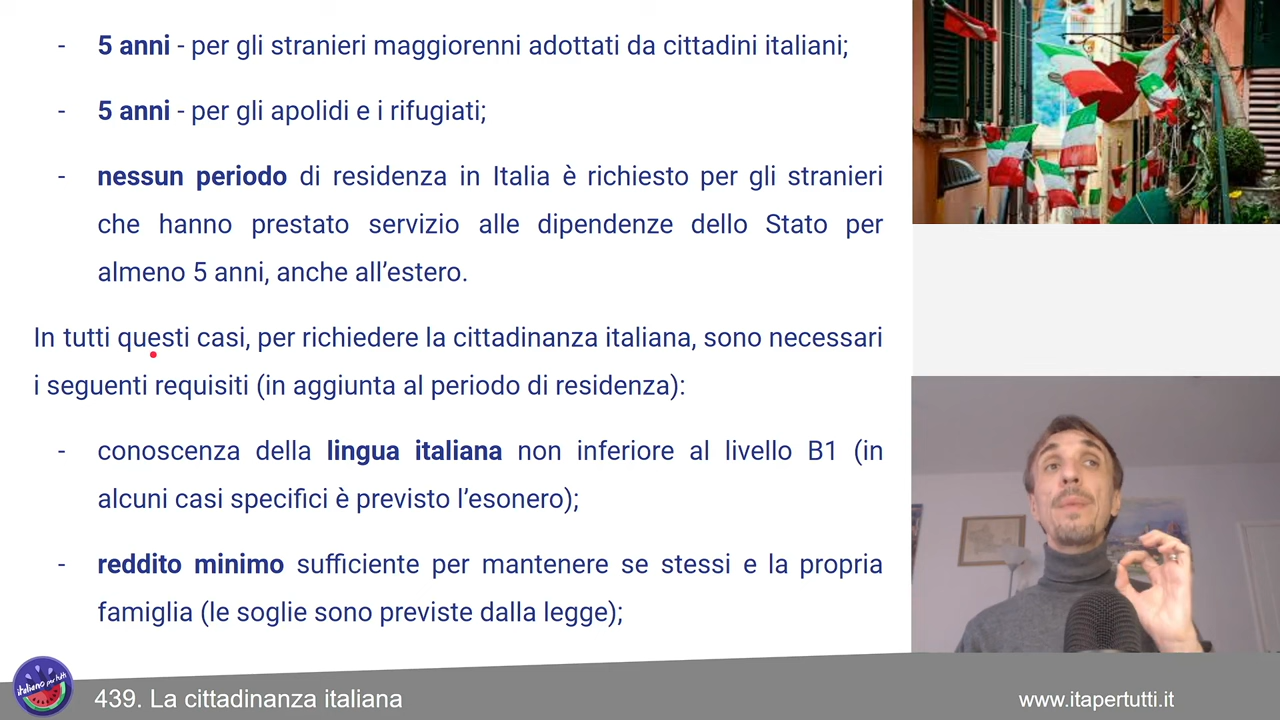 - 5 anni - per gli stranieri maggiorenni adottati da cittadini italiani;
- 5 anni - per gli apolidi e i rifugiati;
- nessun periodo di residenza in Italia è richiesto per gli stranieri
che hanno prestato servizio alle dipendenze dello Stato per
almeno 5 anni, anche all’estero.
In tutti questi casi, per richiedere la cittadinanza italiana, sono necessari
i seguenti requisiti (in aggiunta al periodo di residenza):
- conoscenza della lingua italiana non inferiore al livello B1 (in
alcuni casi specifici è previsto l’esonero);
- reddito minimo sufficiente per mantenere se stessi e la propria
famiglia (le soglie sono previste dalla legge);
italiano per tutti
439. La cittadinanza italiana
www.itapertutti.it